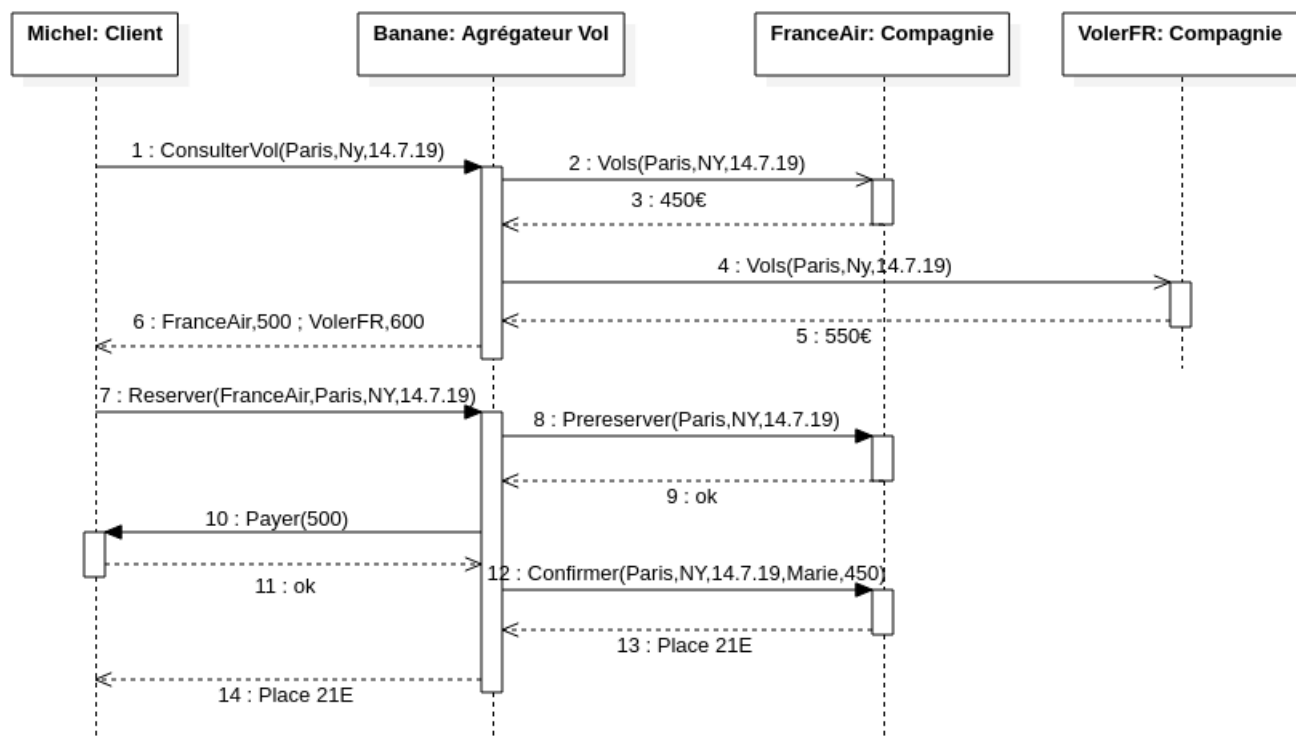 Michel: Client
Banane: Agrégateur Vol
FranceAir: Compagnie
VolerFR: Compagnie
1 : ConsulterVol(Paris,Ny,14.7.19)
2 : Vols(Paris,NY,14.7.19)
3 : 450€
4 : Vols(Paris,Ny,14.7.19)
5 : 550€
6 : FranceAir,500 ; VolerFR,600
7 : Reserver(FranceAir,Paris,NY,14.7.19)
8 : Prereserver(Paris,NY,14.7.19)
9 : ok
10 : Payer(500)
11 : ok
12 : Confirmer(Paris,NY,14.7.19,Marie,450)
13 : Place 21E
14 : Place 21E